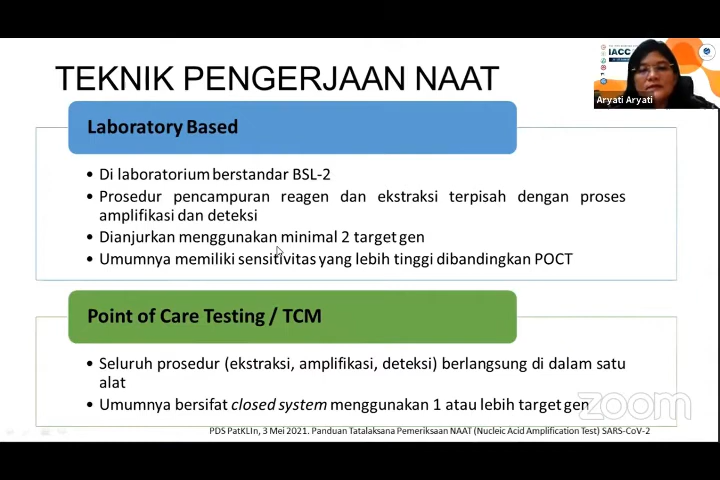 TEKNIK PENGERJAAN NAAT
IACC
Aryati Aryati
Laboratory Based
• Di laboratorium berstandar BSL-2
• Prosedur pencampuran reagen dan ekstraksi terpisah dengan proses
amplifikasi dan deteksi
• Dianjurkan menggunakan minimal 2 target gen
• Umumnya memiliki sensitivitas yang lebih tinggi dibandingkan POCT
Point of Care Testing / TCM
• Seluruh prosedur (ekstraksi, amplifikasi, deteksi) berlangsung di dalam satu
alat
• Umumnya bersifat closed system menggunakan 1 atau lebih target gen
zoom
PDS PatKLIn, 3 Mei 2021. Panduan Tatalaksana Pemeriksaan NAAT (Nucleic Acid Amplification Test) SARS-CoV-2